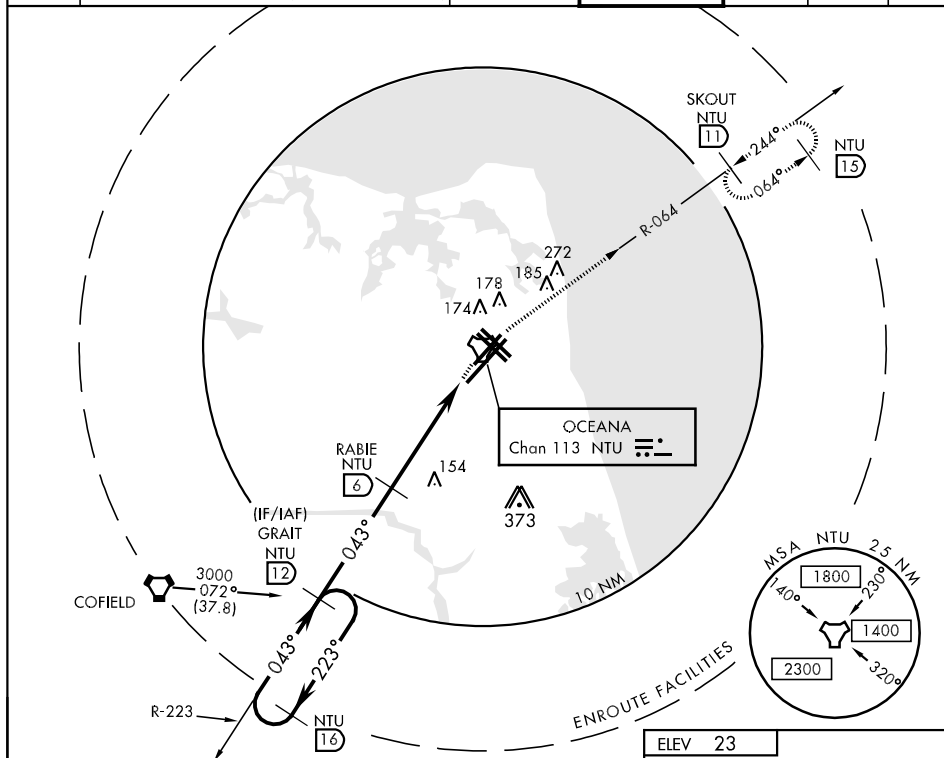 SKOUT
NTU
11
244°
064°
NTU
15
R-064
272
185
178
174
OCEANA
Chan 113 NTU
RABIE
NTU
6
154
373
(IF/IAF)
GRAIT
NTU
12
043°
3000
072°
(37.8)
COFIELD
10 NM
043°
223°
R-223
NTU
16
ENROUTE FACILITIES
MSA NTU 25 NM
1800
140°
230°
1400
2300
320°
ELEV 23